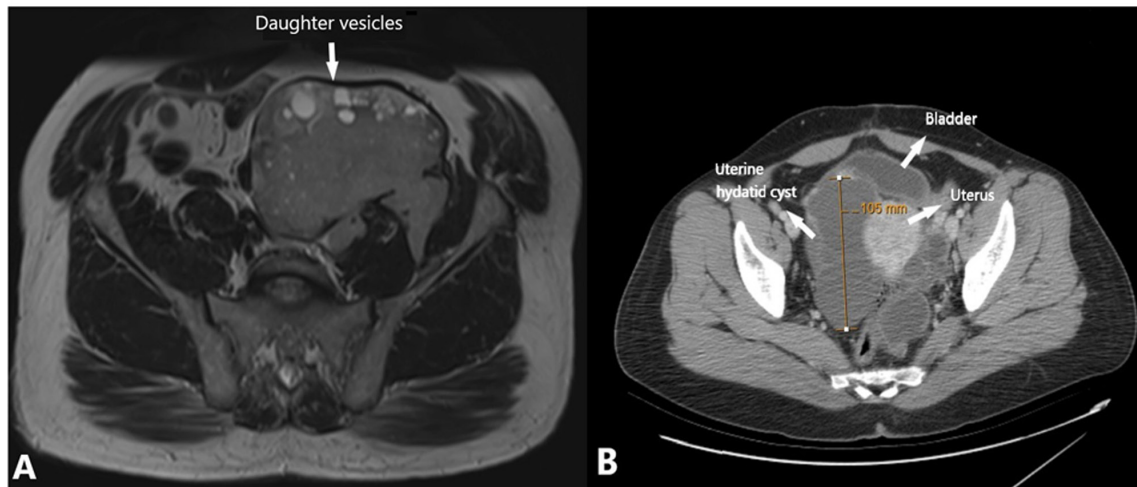 Daughter vesicles
A
Bladder
Uterine
hydatid cyst
Uterus
105 mm
B